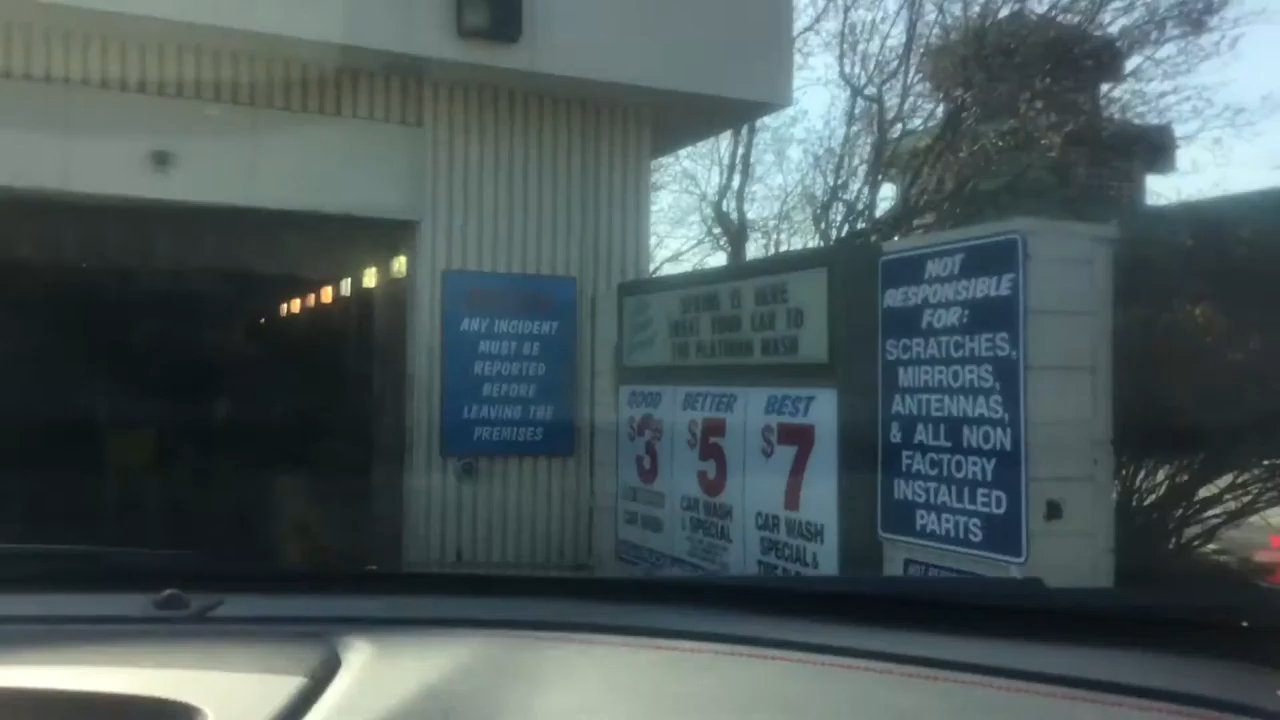 ANY INCIDENT
MUST BE
REPORTED
BEFORE
LEAVING THE
PREMISES
SPRING IS HERE
TREAT YOUR CAR TO
THE PLATINUM WASH
GOOD
$3
CAR WASH
BETTER
$5
CAR WASH
& SPECIAL
BEST
$7
CAR WASH
SPECIAL &
NOT
RESPONSIBLE
FOR:
SCRATCHES,
MIRRORS,
ANTENNAS,
& ALL NON
FACTORY
INSTALLED
PARTS